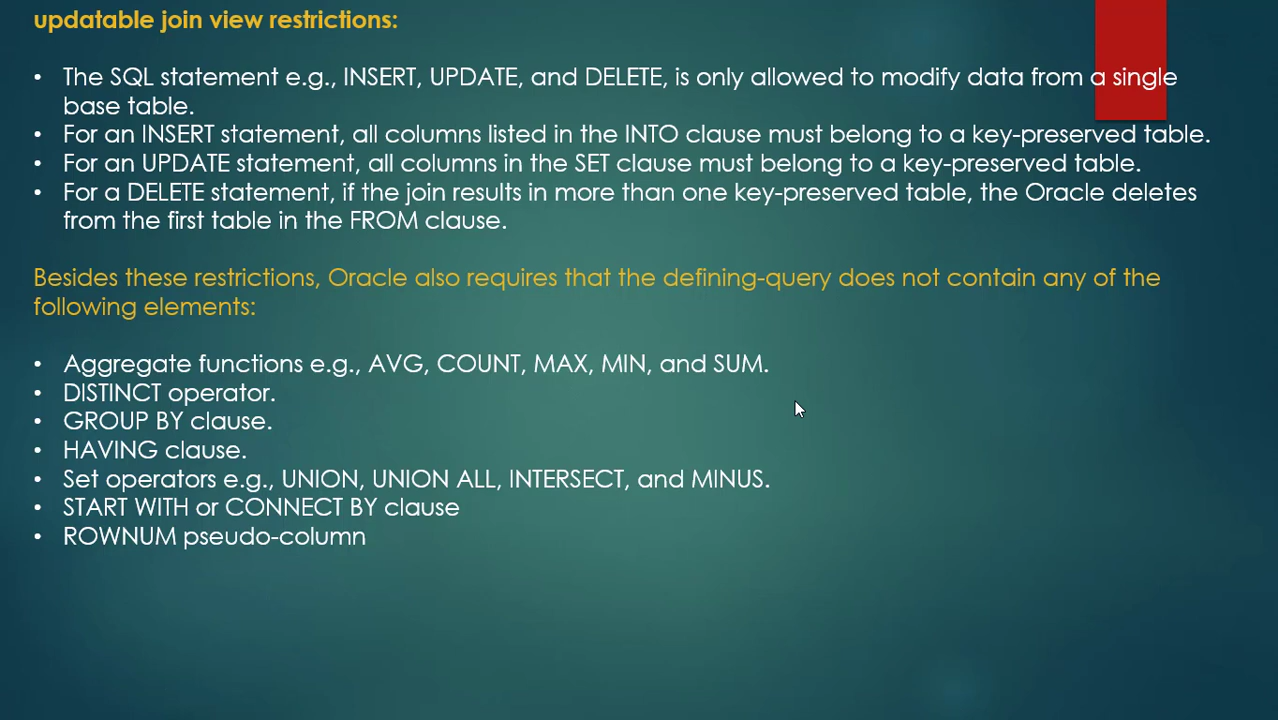 updatable join view restrictions:
• The SQL statement e.g., INSERT, UPDATE, and DELETE, is only allowed to modify data from a single
base table.
• For an INSERT statement, all columns listed in the INTO clause must belong to a key-preserved table.
• For an UPDATE statement, all columns in the SET clause must belong to a key-preserved table.
• For a DELETE statement, if the join results in more than one key-preserved table, the Oracle deletes
from the first table in the FROM clause.
Besides these restrictions, Oracle also requires that the defining-query does not contain any of the
following elements:
• Aggregate functions e.g., AVG, COUNT, MAX, MIN, and SUM.
• DISTINCT operator.
• GROUP BY clause.
• HAVING clause.
• Set operators e.g., UNION, UNION ALL, INTERSECT, and MINUS.
• START WITH or CONNECT BY clause
• ROWNUM pseudo-column